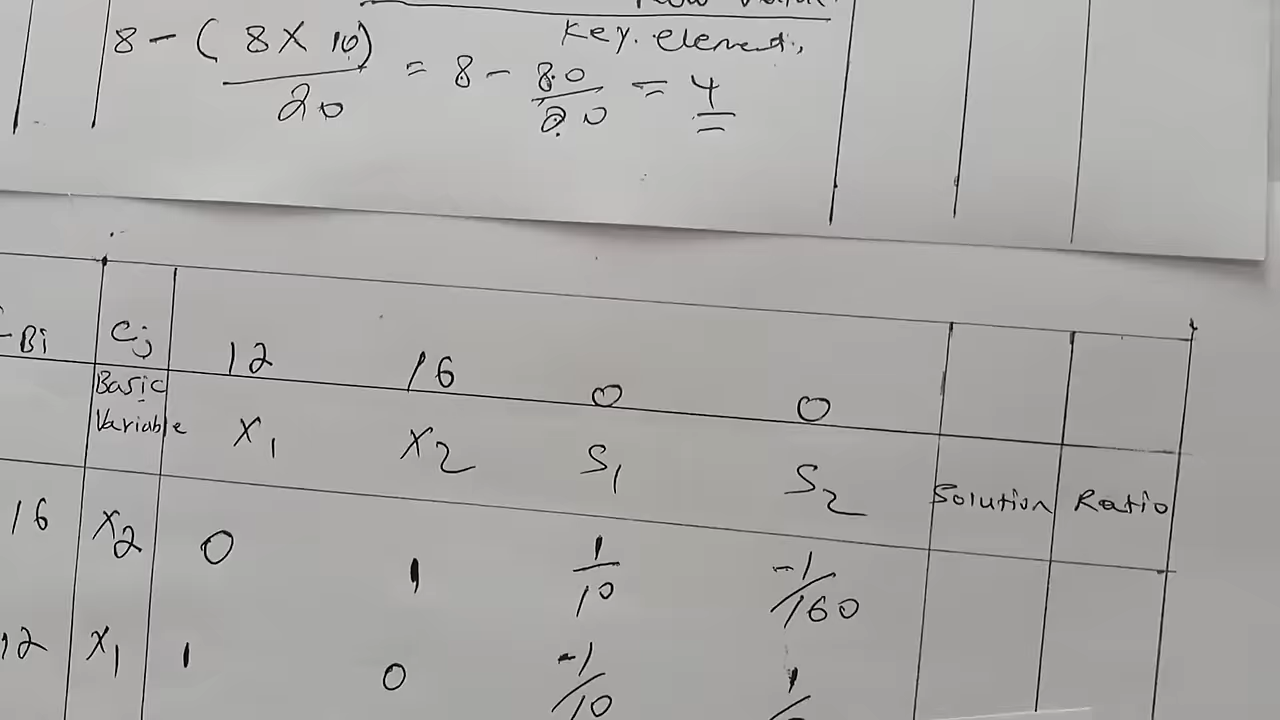 8 - (8 X 10) / 20 = 8 - 80/20 = 4
Key. element.
Bi Cj 12 16 0 0
Basic
Variable X1 X2 S1 S2 Solution Ratio
16 X2 0 1 1/10 -1/160
12 X1 1 0 -1/10 1/